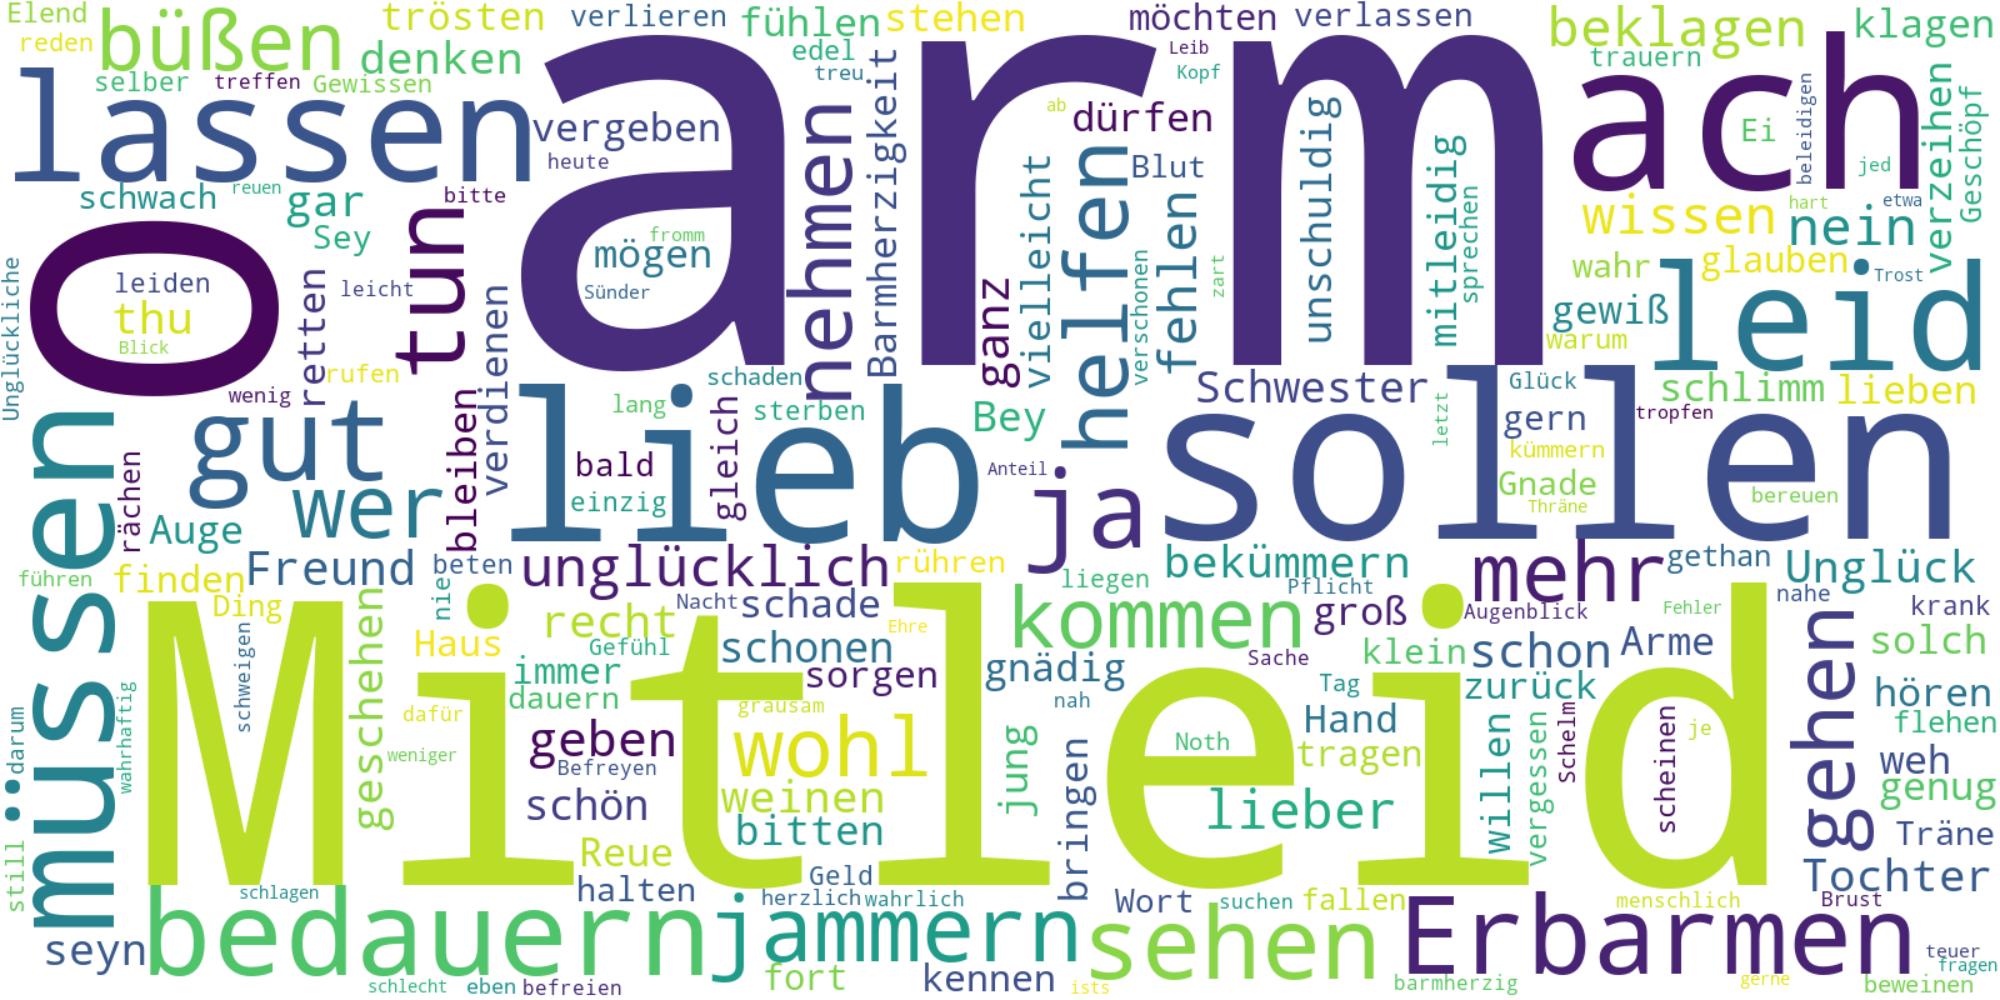 Elend
reden
büßen
trösten
denken
verlieren
fühlen
stehen
edel
treu
möchten
verlassen
Leib
Kopf
beklagen
trauern
klagen
selber
treffen
Gewissen
lassen
arm
ach
vergeben
heute
nehmen
Barmherzigkeit
ab
dürfen
vielleicht
helfen
Blut
fehlen
unschuldig
mitleidig
sprechen
Ei
beleidigen
jed
verzeihen
Geschöpf
schwach
reuen
gar
Sey
bitte
tun
wissen
hart
etwa
nein
O
leiden
thu
Blick
Unglückliche
retten
leicht
rufen
wenig
verdienen
mögen
fromm
Sünder
ganz
verschonen
zart
wahr
glauben
Trost
gewiß
warum
leid
müssen
gut
wer
bleiben
lieb
schaden
lang
sterben
gleich
bald
einzig
Bey
Anteil
ja
Schwester
sollen
letzt
Glück
gern
kümmern
Gnade
Thräne
schlimm
lieben
tropfen
bereuen
rächen
Auge
finden
führen
Freund
beten
nie
unglücklich
rühren
liegen
bekümmern
Pflicht
mehr
gethan
Unglück
nahe
krank
Ding
Mitleid
schweigen
geschehen
Haus
recht
Nacht
schade
Gefühl
Ehre
immer
dauern
schonen
sorgen
kommen
gnädig
nah
groß
Augenblick
Fehler
klein
schon
Arme
Sache
Tag
zurück
Hand
tragen
gehen
solch
hören
flehen
weh
genug
darum
wahrhaftig
dafür
weniger
geben
Befreyen
grausam
wohl
schön
weinen
bitten
jung
bringen
Noth
lieber
willen
vergessen
Schelm
scheinen
je
Träne
Tochter
still
Reue
halten
Geld
schlagen
herzlich
wahrlich
Wort
suchen
fallen
menschlich
Brust
seyn
bedauern
jammern
sehen
Erbarmen
teuer
fragen
schlecht
eben
befreien
fort
kennen
ists
barmherzig
gerne
beweinen